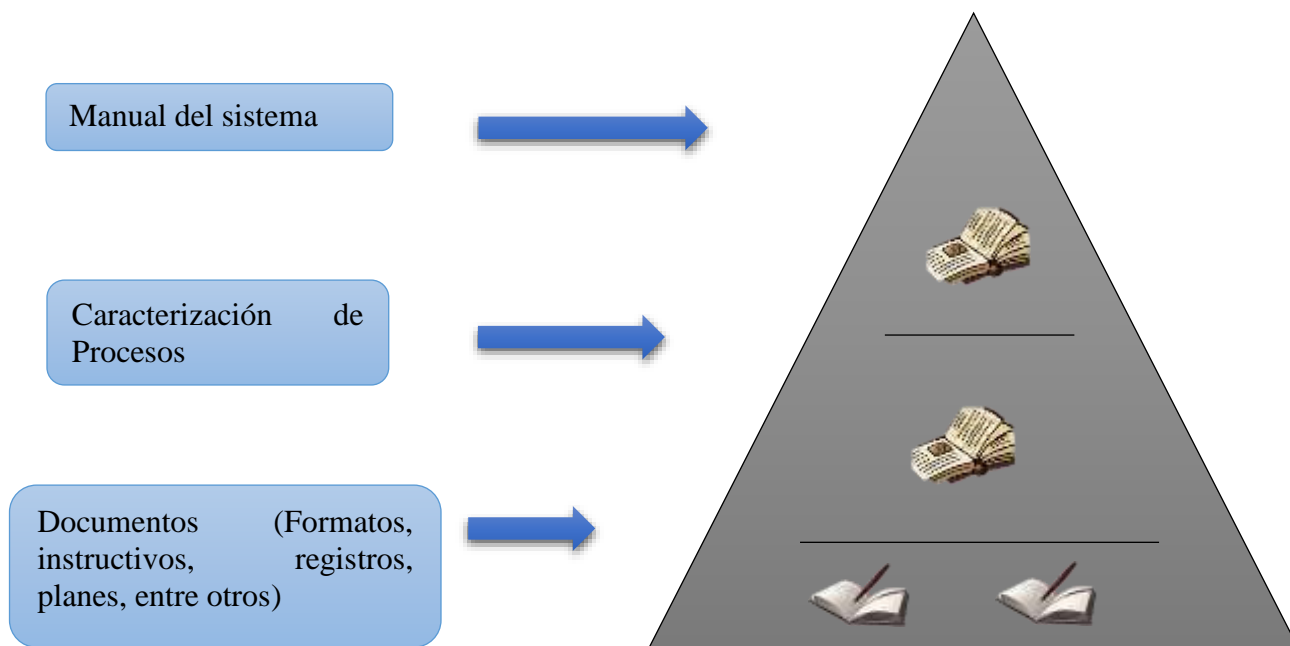 Manual del sistema
Caracterización de
Procesos
Documentos (Formatos,
instructivos, registros,
planes, entre otros)